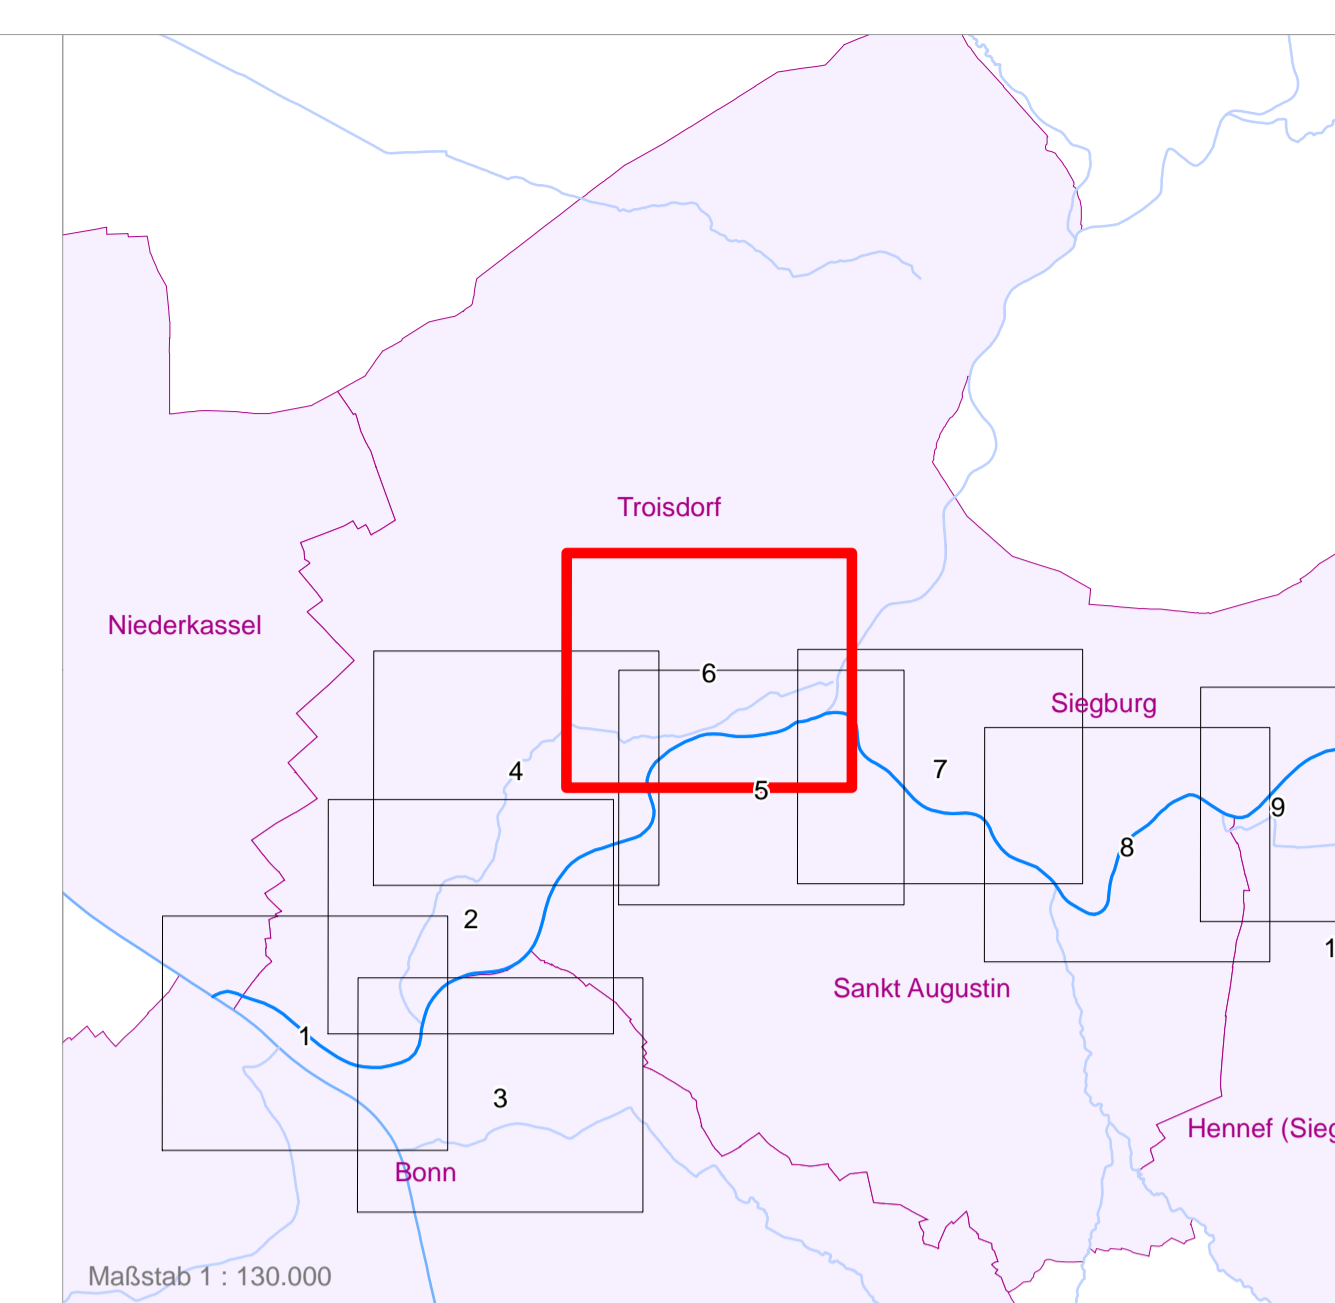 Troisdorf
Niederkassel
6
Siegburg
4
7
5
9
8
2
1
Sankt Augustin
1
3
Hennef (Sieg
Bonn
Maßstab 1 : 130.000